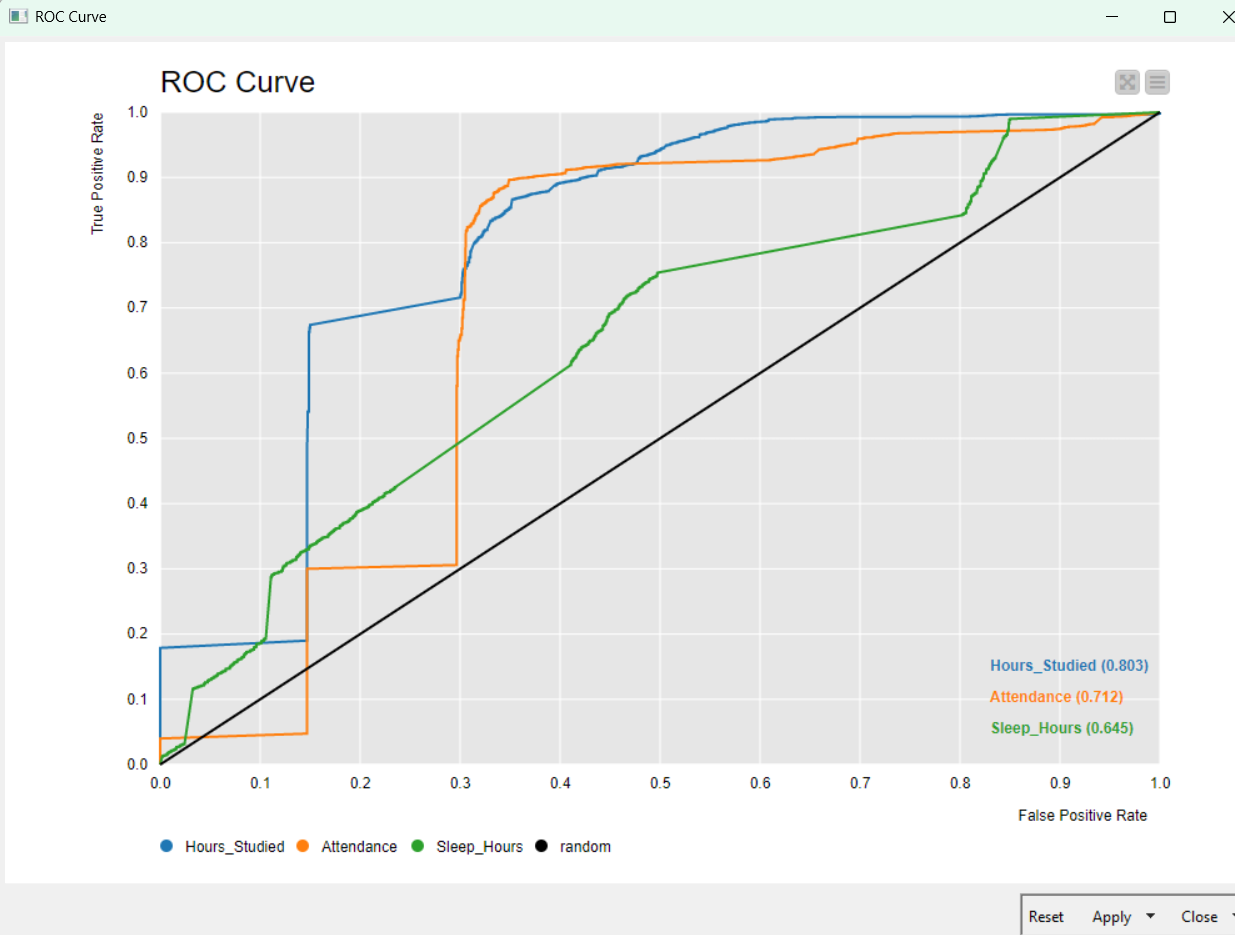 ROC Curve
ROC Curve
True Positive Rate
1.0
0.9
0.8
0.7
0.6
0.5
0.4
0.3
0.2
0.1
0.0
Hours_Studied (0.803)
Attendance (0.712)
Sleep_Hours (0.645)
0.0 0.1 0.2 0.3 0.4 0.5 0.6 0.7 0.8 0.9 1.0
False Positive Rate
Hours_Studied Attendance Sleep_Hours random
Reset Apply Close